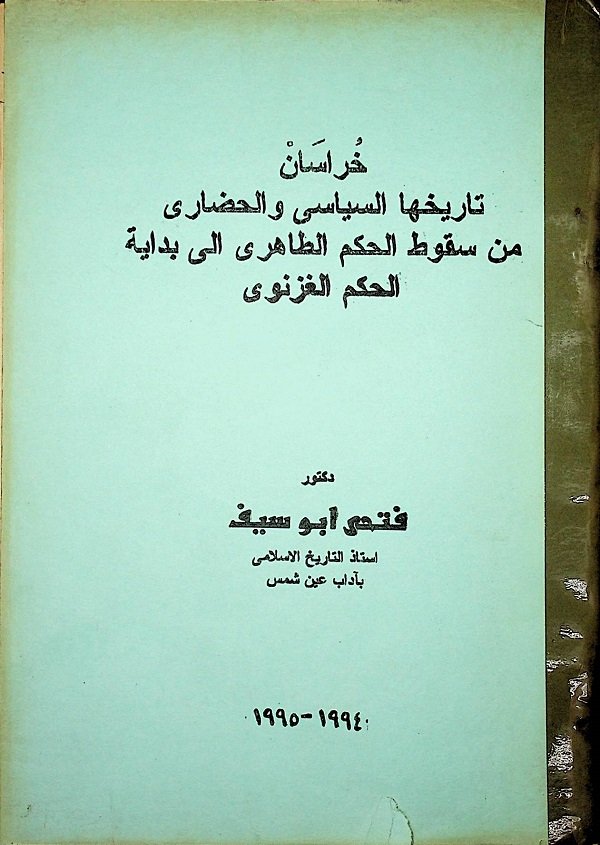 خُراسَانْ
تاريخها السياسى والحضارى
من سقوط الحكم الطاهرى الى بداية
الحكم الغزنوى
دكتور
فتحى ابو سيف
استاذ التاريخ الاسلامى
بآداب عين شمس
١٩٩٤-١٩٩٥